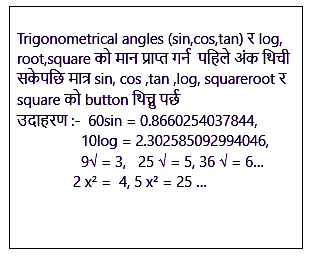 Trigonometrical angles (sin,cos,tan) र log,
root,square को मान प्राप्त गर्न  पहिले अंक थिची
सकेपछि मात्र sin, cos ,tan ,log, squareroot र
square को button थिच्नु पर्छ
उदाहरण :-  60sin = 0.8660254037844,
10log = 2.302585092994046,
9√ = 3,   25 √ = 5, 36 √ = 6...
2 x² =  4, 5 x² = 25 ...